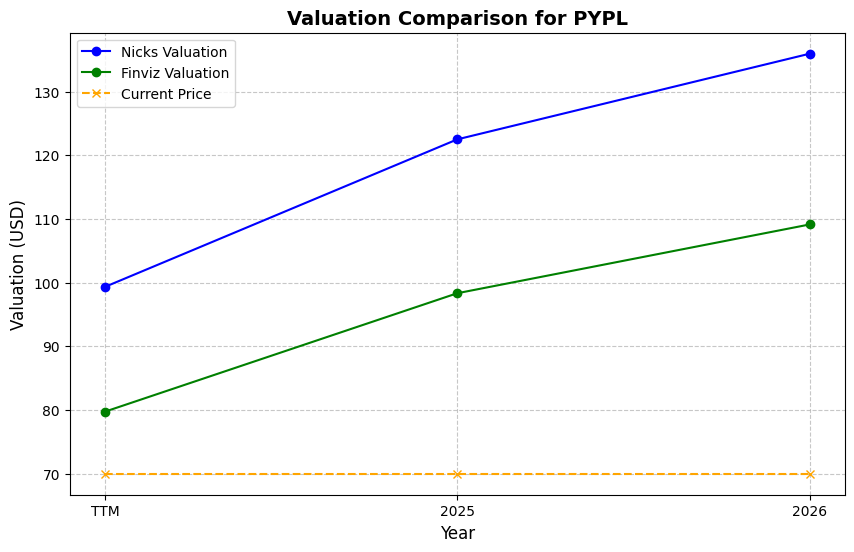 Valuation Comparison for PYPL
Nicks Valuation
Finviz Valuation
Current Price
Valuation (USD)
130
120
110
100
90
80
70
TTM
2025
2026
Year